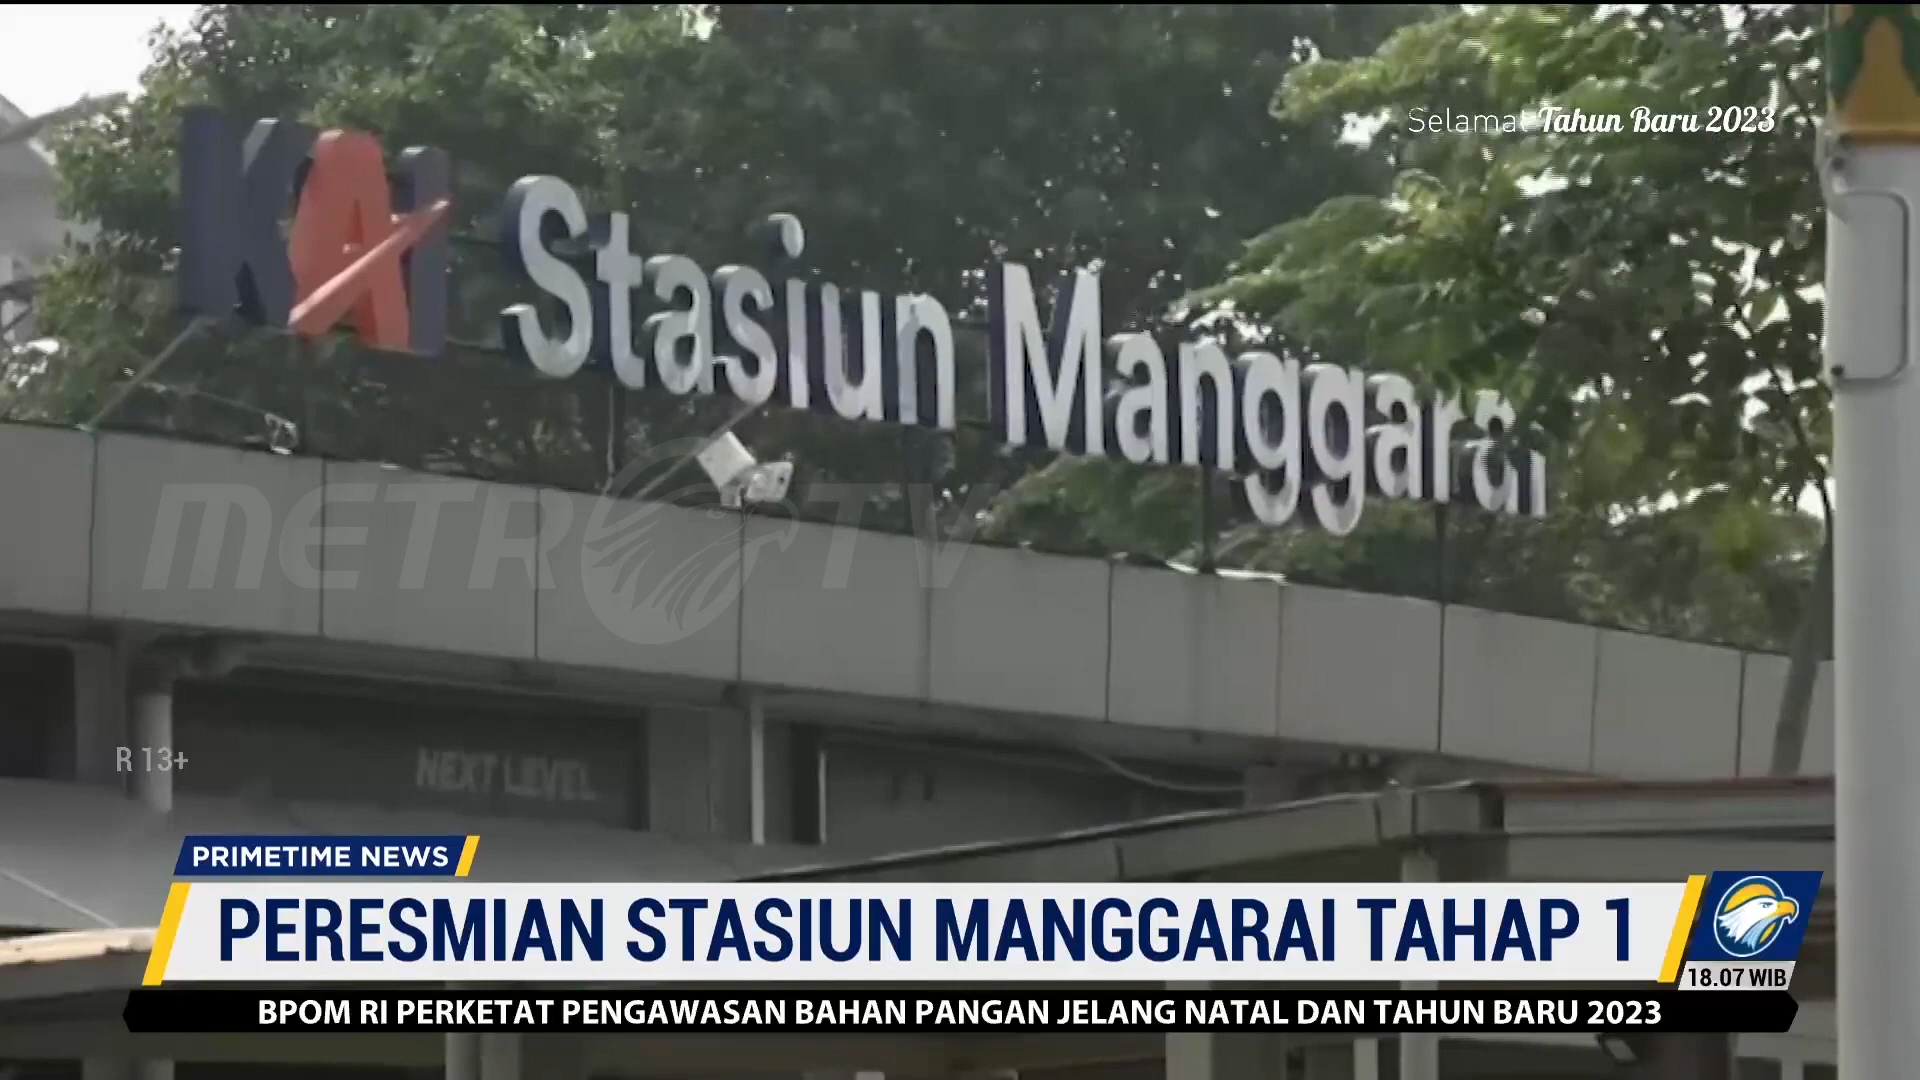 Selamat Tahun Baru 2023
KAI Stasiun Manggarai
METRO TV
R 13+
NEXT LEVEL
PRIMETIME NEWS
PERESMIAN STASIUN MANGGARAI TAHAP 1
18.07 WIB
BPOM RI PERKETAT PENGAWASAN BAHAN PANGAN JELANG NATAL DAN TAHUN BARU 2023